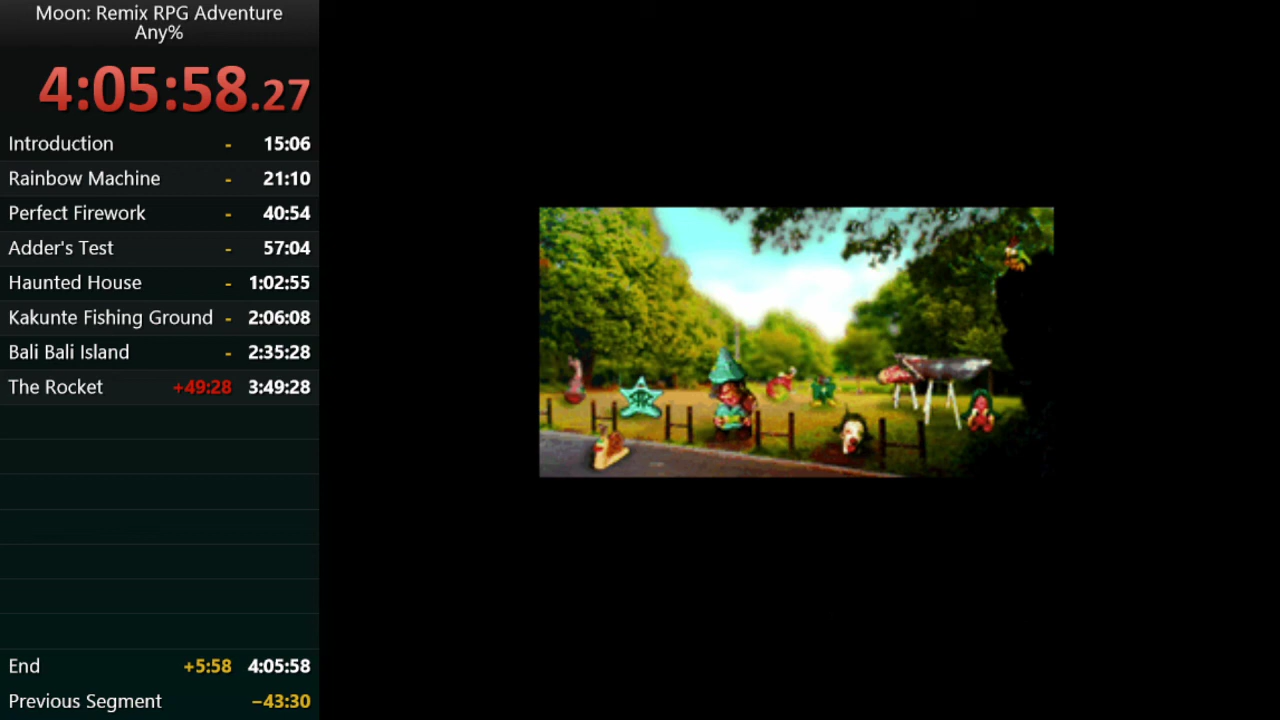 Moon: Remix RPG Adventure
Any%
4:05:58.27
Introduction - 15:06
Rainbow Machine - 21:10
Perfect Firework - 40:54
Adder's Test - 57:04
Haunted House - 1:02:55
Kakunte Fishing Ground - 2:06:08
Bali Bali Island - 2:35:28
The Rocket +49:28 3:49:28
End +5:58 4:05:58
Previous Segment −43:30